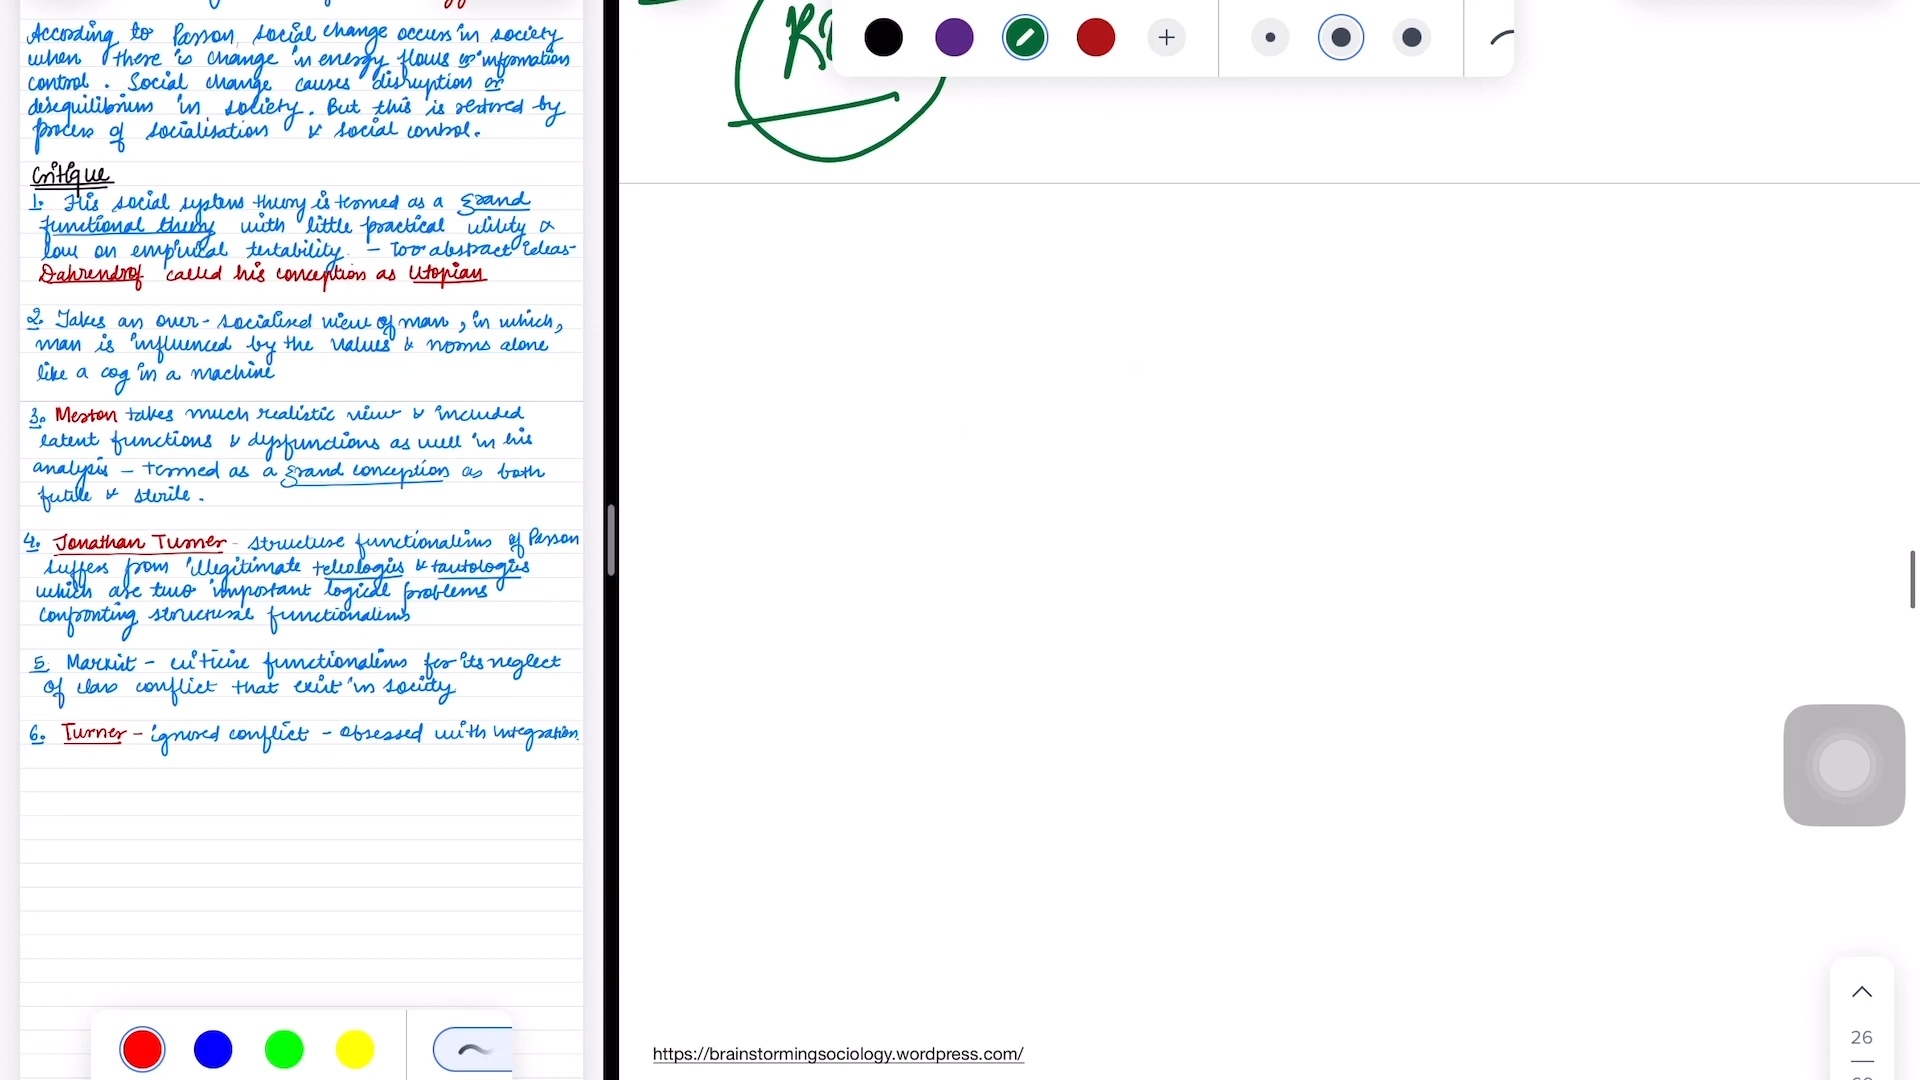 According to Parson, social change occurs in society
when there is change in energy flows or information
control. Social change causes disruption or
disequilibrium in society. But this is restored by
process of socialisation & social control.
Critique
1. His social system theory is termed as a grand
functional theory with little practical utility &
low on empirical testability. - Too abstract ideas-
Dahrendrof called his conception as Utopian
2. Takes an over-socialised view of man, in which,
man is influenced by the values & norms alone
like a cog in a machine
3. Merton takes much realistic view & included
latent functions & dysfunctions as well in his
analysis - termed as a grand conception as both
futile & sterile.
4. Jonathan Turner - structure functionalism of Parson
suffers from illegitimate teleologies & tautologies
which are two important logical problems
confronting structural functionalism
5 Marxist - criticise functionalism for its neglect
of class conflict that exist in society
6. Turner - ignored conflict - obsessed with integration.
https://brainstormingsociology.wordpress.com/
26